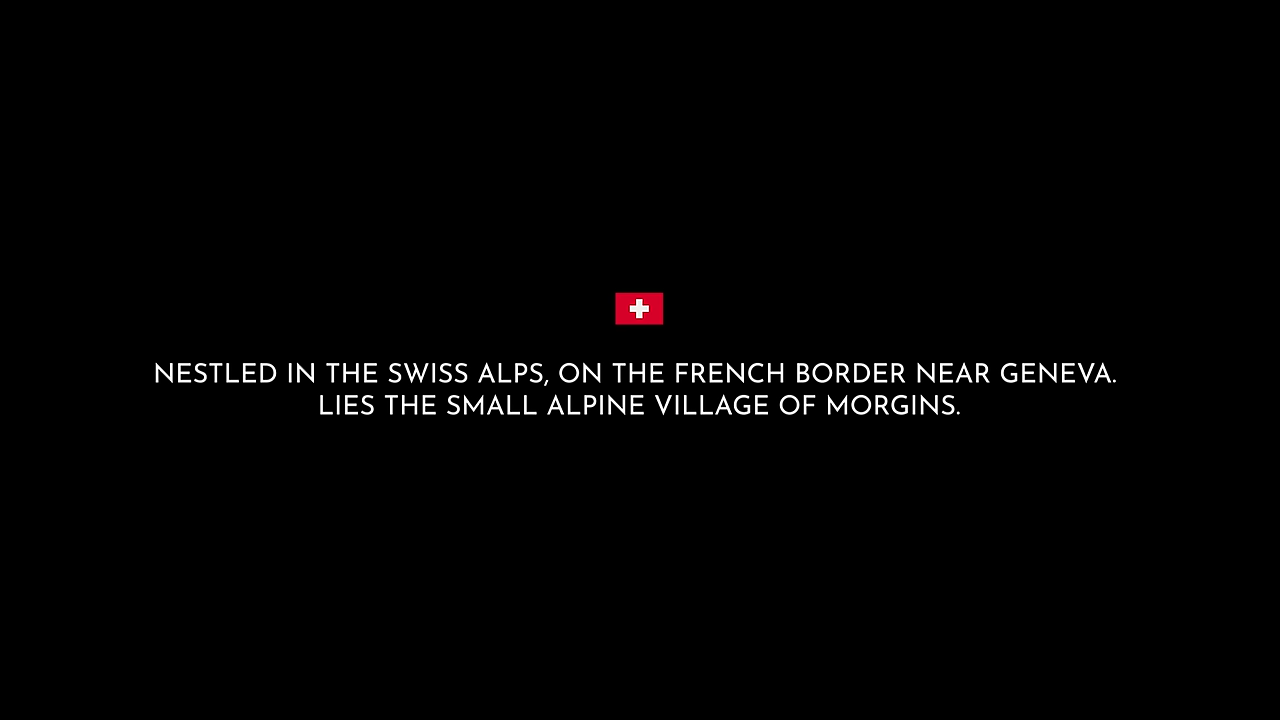 NESTLED IN THE SWISS ALPS, ON THE FRENCH BORDER NEAR GENEVA.
LIES THE SMALL ALPINE VILLAGE OF MORGINS.